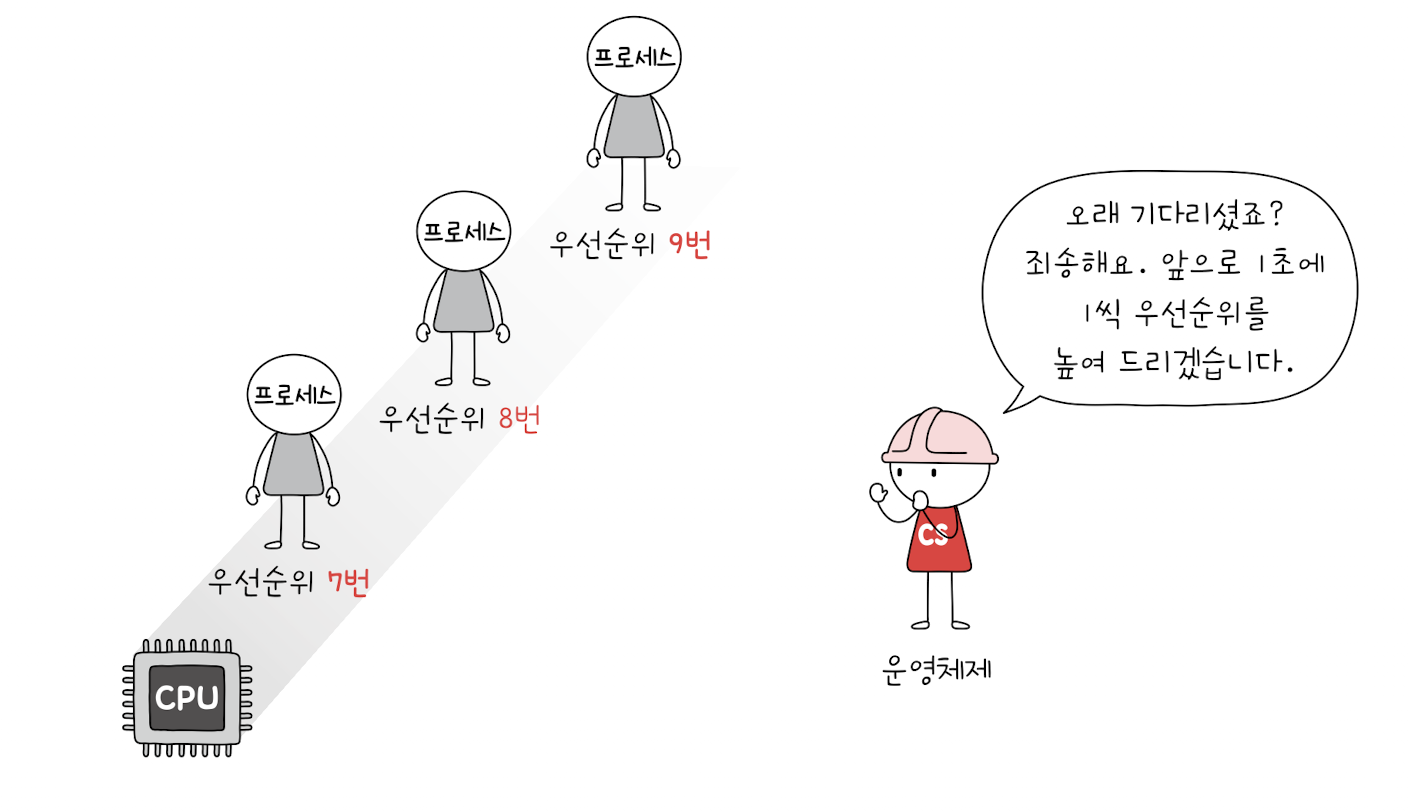 프로세스
우선순위 9번
프로세스
우선순위 8번
프로세스
우선순위 7번
CPU
오래 기다리셨죠?
죄송해요. 앞으로 1초에
1씩 우선순위를
높여 드리겠습니다.
CS
운영체제